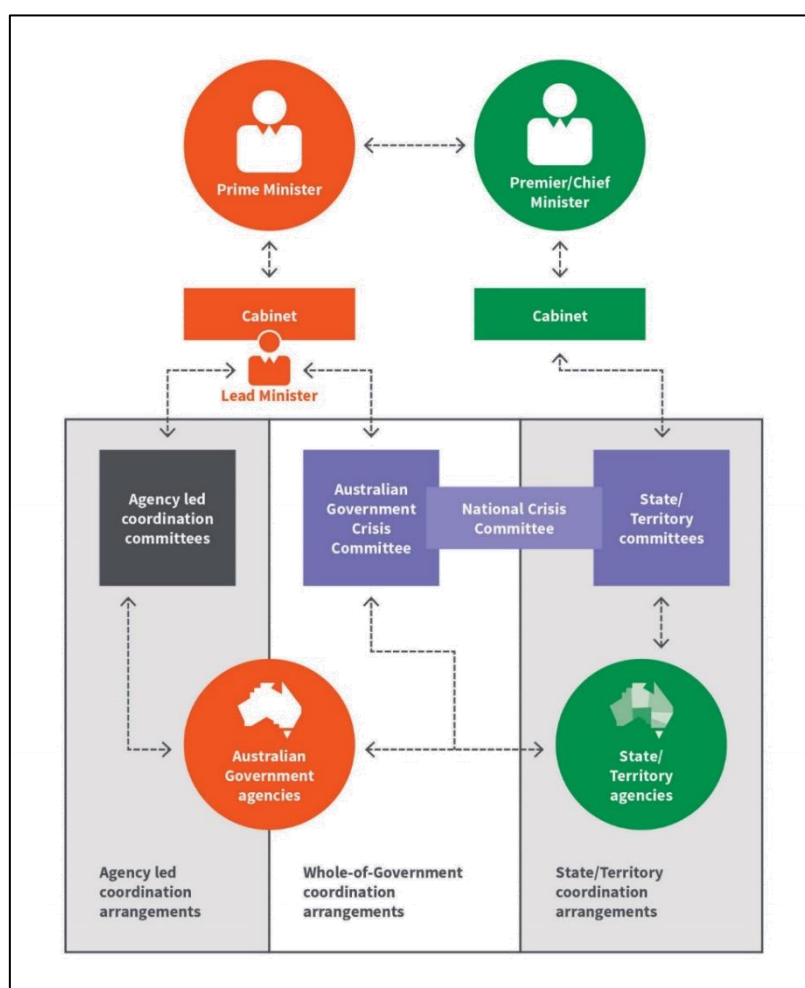 Prime Minister
Premier/Chief
Minister
Cabinet
Cabinet
Lead Minister
Agency led
coordination
committees
Australian
Government
Crisis
Committee
National Crisis
Committee
State/
Territory
committees
Australian
Government
agencies
State/
Territory
agencies
Agency led
coordination
arrangements
Whole-of-Government
coordination
arrangements
State/Territory
coordination
arrangements